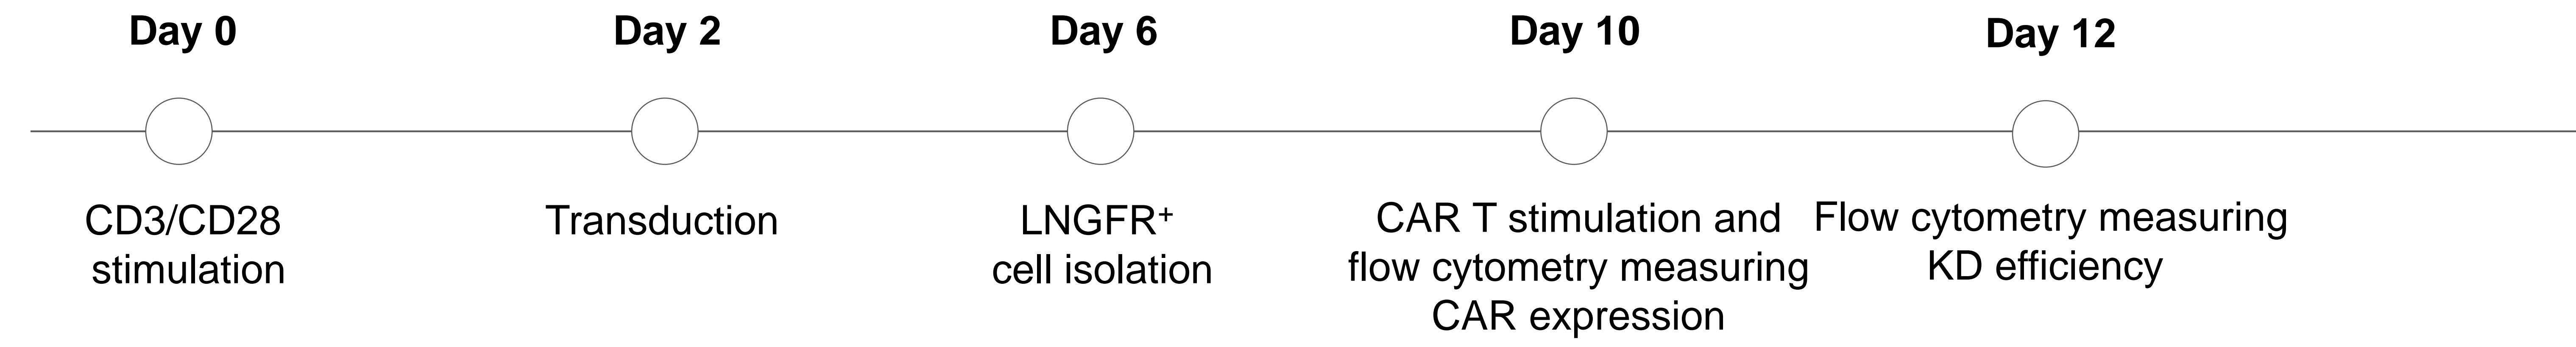 Day 0
CD3/CD28
stimulation
Day 2
Transduction
Day 6
LNGFR⁺
cell isolation
Day 10
CAR T stimulation and
flow cytometry measuring
CAR expression
Day 12
Flow cytometry measuring
KD efficiency